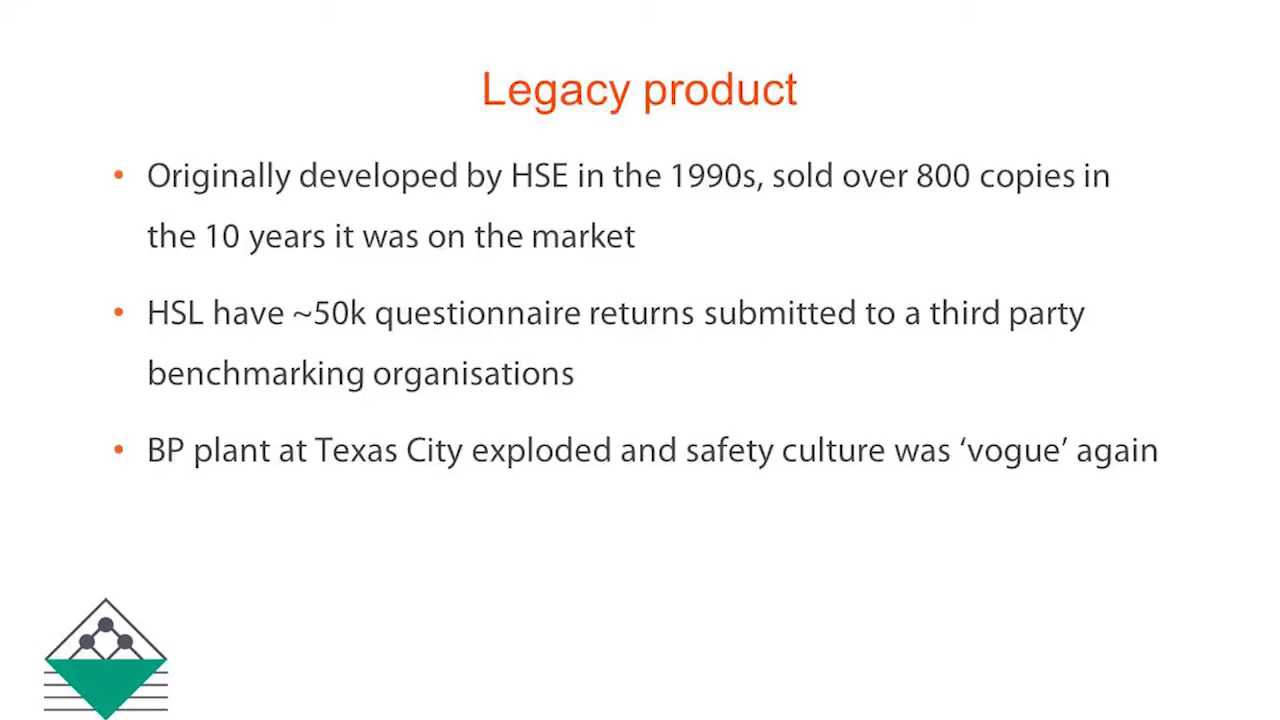 Legacy product
• Originally developed by HSE in the 1990s, sold over 800 copies in
the 10 years it was on the market
• HSL have ~50k questionnaire returns submitted to a third party
benchmarking organisations
• BP plant at Texas City exploded and safety culture was ‘vogue’ again